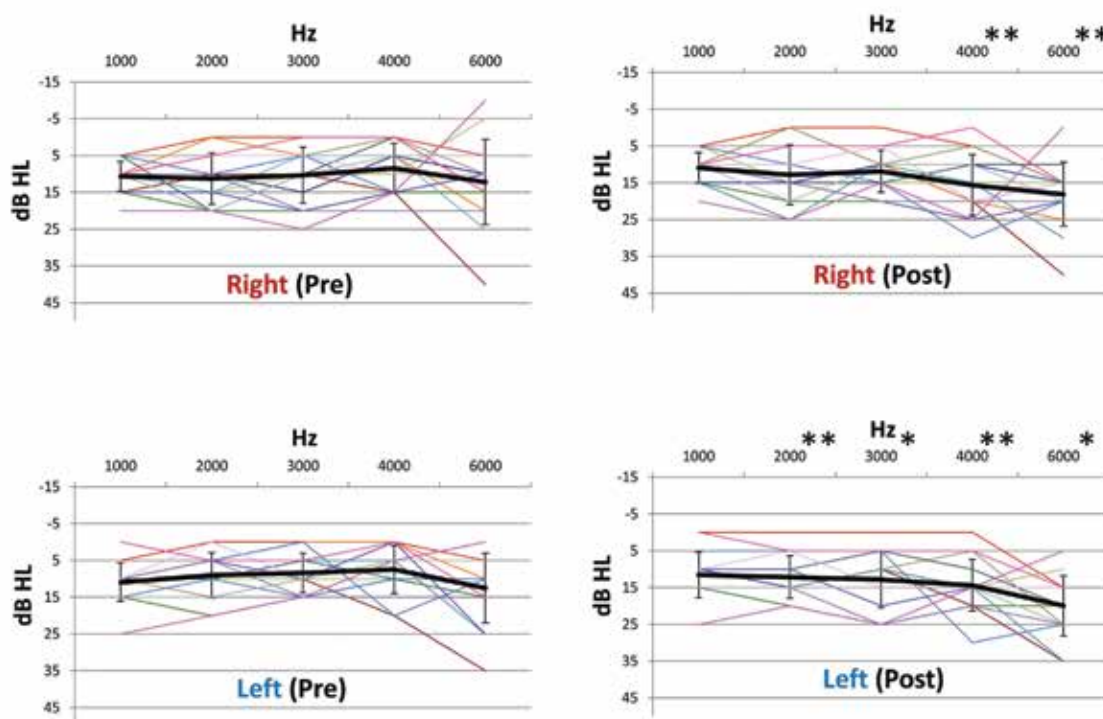 Hz
1000 2000 3000 4000 6000
-15
-5
5
15
25
35
45
dB HL
Right (Pre)
Hz
1000 2000 3000 4000** 6000**
-15
-5
5
15
25
35
45
dB HL
Right (Post)
Hz
1000 2000 3000 4000 6000
-15
-5
5
15
25
35
45
dB HL
Left (Pre)
Hz
1000 2000** 3000* 4000** 6000*
-15
-5
5
15
25
35
45
dB HL
Left (Post)